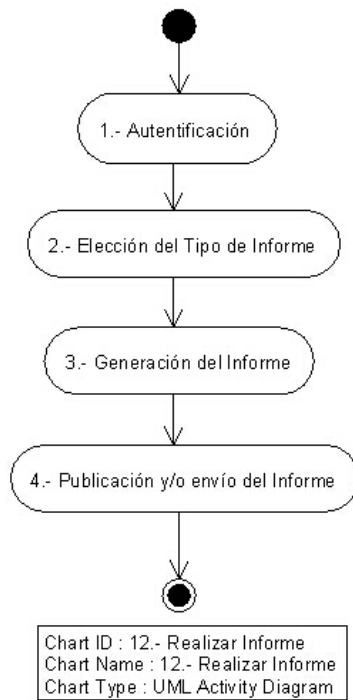 1.- Autentificación
2.- Elección del Tipo de Informe
3.- Generación del Informe
4.- Publicación y/o envío del Informe
Chart ID : 12.- Realizar Informe
Chart Name : 12.- Realizar Informe
Chart Type : UML Activity Diagram